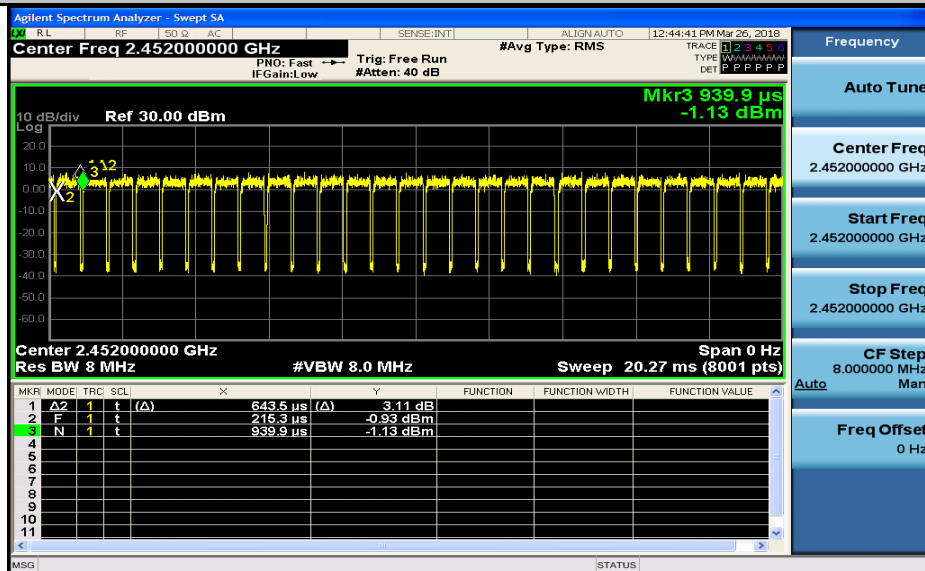 Agilent Spectrum Analyzer - Swept SA
LXI RL RF 50 Ω AC SENSE:INT ALIGN AUTO 12:44:41 PM Mar 26, 2018
Center Freq 2.452000000 GHz
PNO: Fast
IFGain:Low
Trig: Free Run
#Atten: 40 dB
#Avg Type: RMS
TRACE 1 2 3 4 5 6
TYPE W
DET P P P P P P
Mkr3 939.9 µs
-1.13 dBm
10 dB/div Ref 30.00 dBm
Log
20.0
10.0
0.00
-10.0
-20.0
-30.0
-40.0
-50.0
-60.0
1Δ2
3
2
Center 2.452000000 GHz Span 0 Hz
Res BW 8 MHz #VBW 8.0 MHz Sweep 20.27 ms (8001 pts)
MKR MODE TRC SCL X Y FUNCTION FUNCTION WIDTH FUNCTION VALUE
1 Δ2 1 t (Δ) 643.5 µs (Δ) 3.11 dB
2 F 1 t 215.3 µs -0.93 dBm
3 N 1 t 939.9 µs -1.13 dBm
4
5
6
7
8
9
10
11
MSG STATUS
Frequency
Auto Tune
Center Freq
2.452000000 GHz
Start Freq
2.452000000 GHz
Stop Freq
2.452000000 GHz
CF Step
8.000000 MHz
Auto Man
Freq Offset
0 Hz